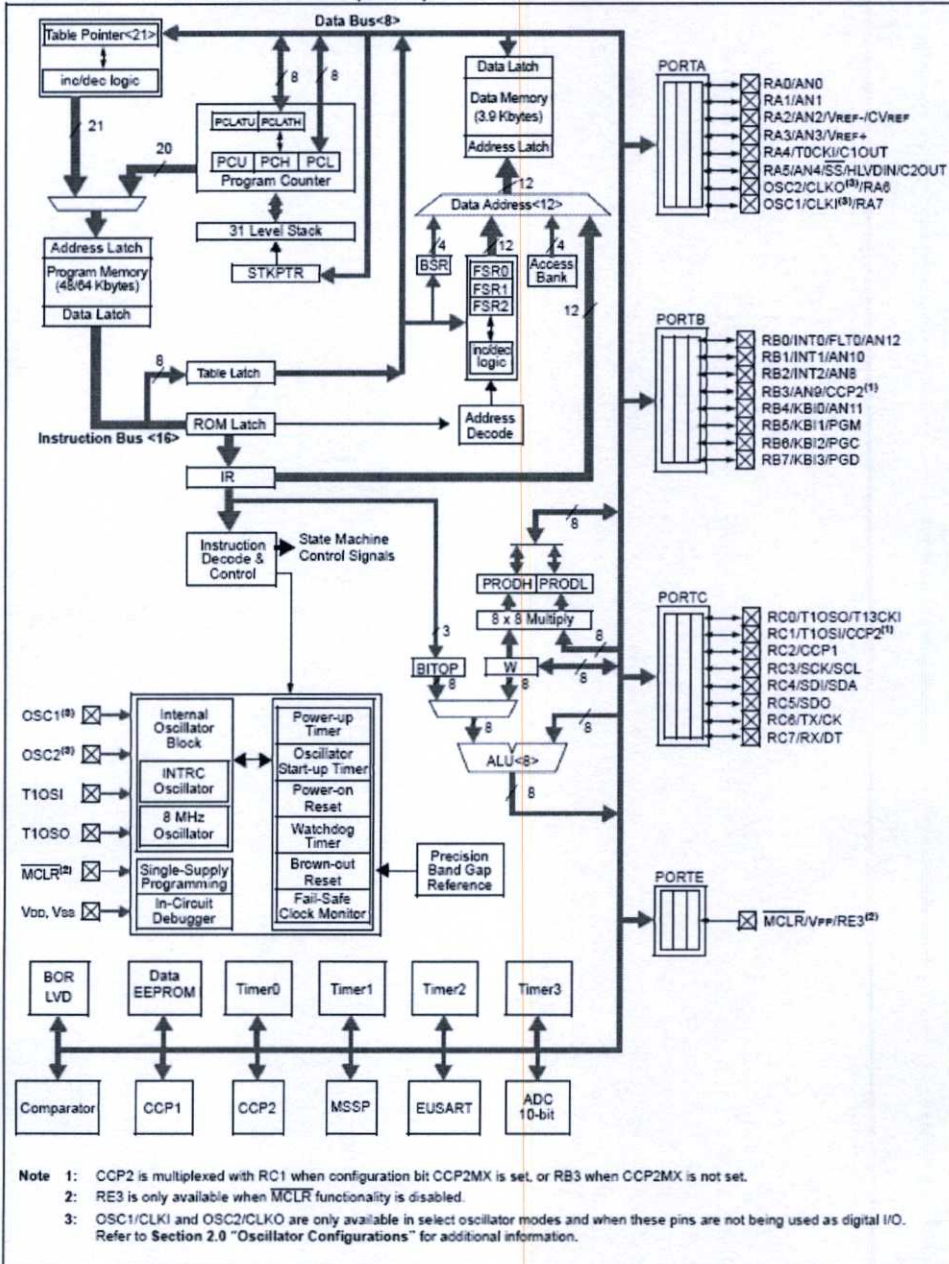 Data Bus<8>
Table Pointer<21>
inc/dec logic
21
20
8
8
PCLATU PCLATH
PCU PCH PCL
Program Counter
31 Level Stack
STKPTR
Data Latch
Data Memory
(3.9 Kbytes)
Address Latch
12
Data Address<12>
4
12
4
BSR
FSR0
FSR1
FSR2
Access
Bank
inc/dec
logic
12
Address
Decode
Address Latch
Program Memory
(48/64 Kbytes)
Data Latch
8
Table Latch
ROM Latch
Instruction Bus <16>
IR
Instruction
Decode &
Control
State Machine
Control Signals
8
PRODH PRODL
8 x 8 Multiply
3
8
BITOP
W
8
8
8
8
8
ALU<8>
8
OSC1(3)
OSC2(3)
T1OSI
T1OSO
MCLR(2)
VDD, VSS
Internal
Oscillator
Block
INTRC
Oscillator
8 MHz
Oscillator
Single-Supply
Programming
In-Circuit
Debugger
Power-up
Timer
Oscillator
Start-up Timer
Power-on
Reset
Watchdog
Timer
Brown-out
Reset
Fail-Safe
Clock Monitor
Precision
Band Gap
Reference
PORTA
RA0/AN0
RA1/AN1
RA2/AN2/VREF-/CVREF
RA3/AN3/VREF+
RA4/T0CKI/C1OUT
RA5/AN4/SS/HLVDIN/C2OUT
OSC2/CLKO(3)/RA6
OSC1/CLKI(3)/RA7
PORTB
RB0/INT0/FLT0/AN12
RB1/INT1/AN10
RB2/INT2/AN8
RB3/AN9/CCP2(1)
RB4/KBI0/AN11
RB5/KBI1/PGM
RB6/KBI2/PGC
RB7/KBI3/PGD
PORTC
RC0/T1OSO/T13CKI
RC1/T1OSI/CCP2(1)
RC2/CCP1
RC3/SCK/SCL
RC4/SDI/SDA
RC5/SDO
RC6/TX/CK
RC7/RX/DT
PORTE
MCLR/VPP/RE3(2)
BOR
LVD
Data
EEPROM
Timer0
Timer1
Timer2
Timer3
Comparator
CCP1
CCP2
MSSP
EUSART
ADC
10-bit
Note 1: CCP2 is multiplexed with RC1 when configuration bit CCP2MX is set, or RB3 when CCP2MX is not set.
2: RE3 is only available when MCLR functionality is disabled.
3: OSC1/CLKI and OSC2/CLKO are only available in select oscillator modes and when these pins are not being used as digital I/O.
Refer to Section 2.0 "Oscillator Configurations" for additional information.